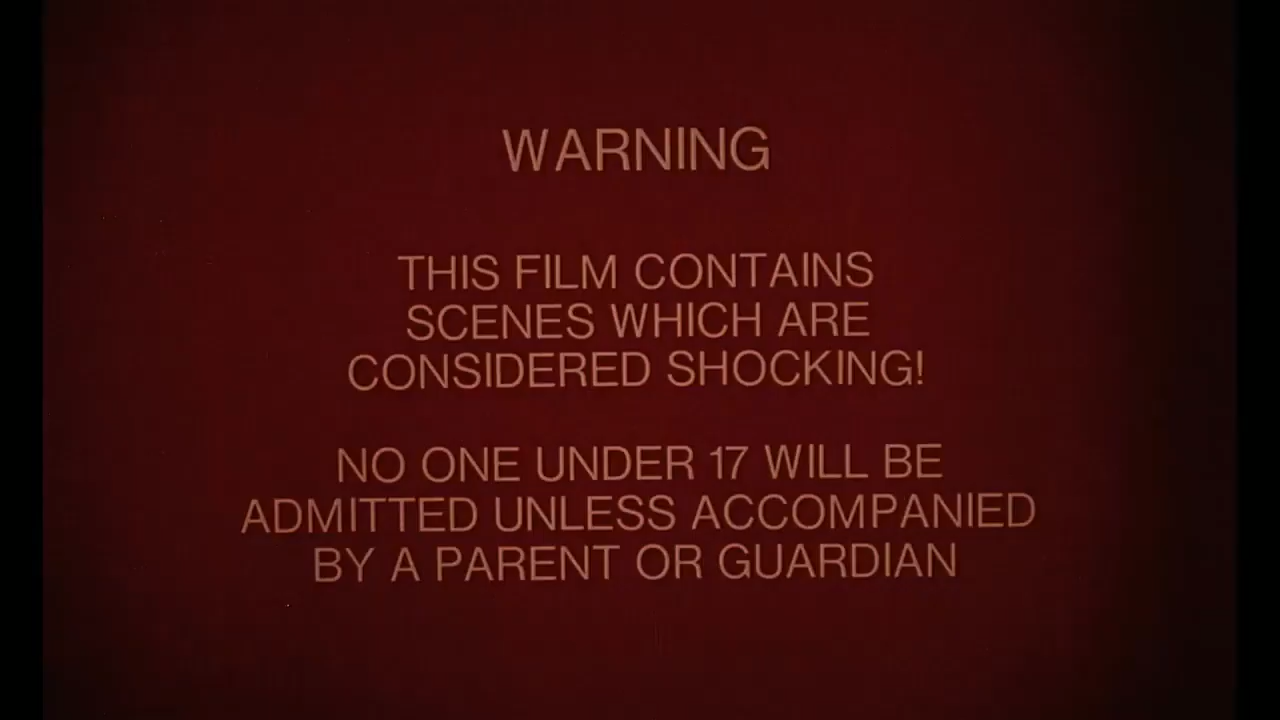 WARNING
THIS FILM CONTAINS
SCENES WHICH ARE
CONSIDERED SHOCKING!
NO ONE UNDER 17 WILL BE
ADMITTED UNLESS ACCOMPANIED
BY A PARENT OR GUARDIAN